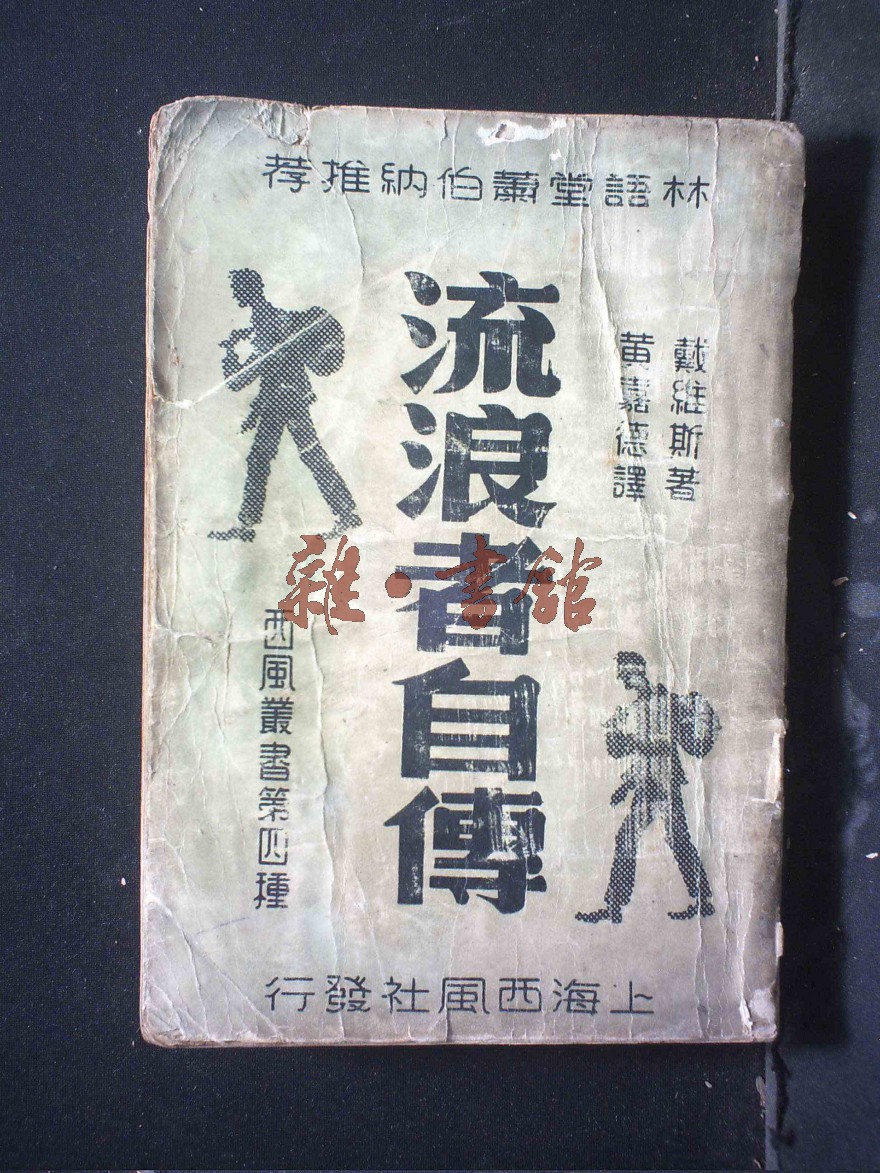 林語堂蕭伯納推荐
戴維斯著
黄嘉德譯
流浪者自傳
西風叢書第四種
上海西風社發行
雜·書館